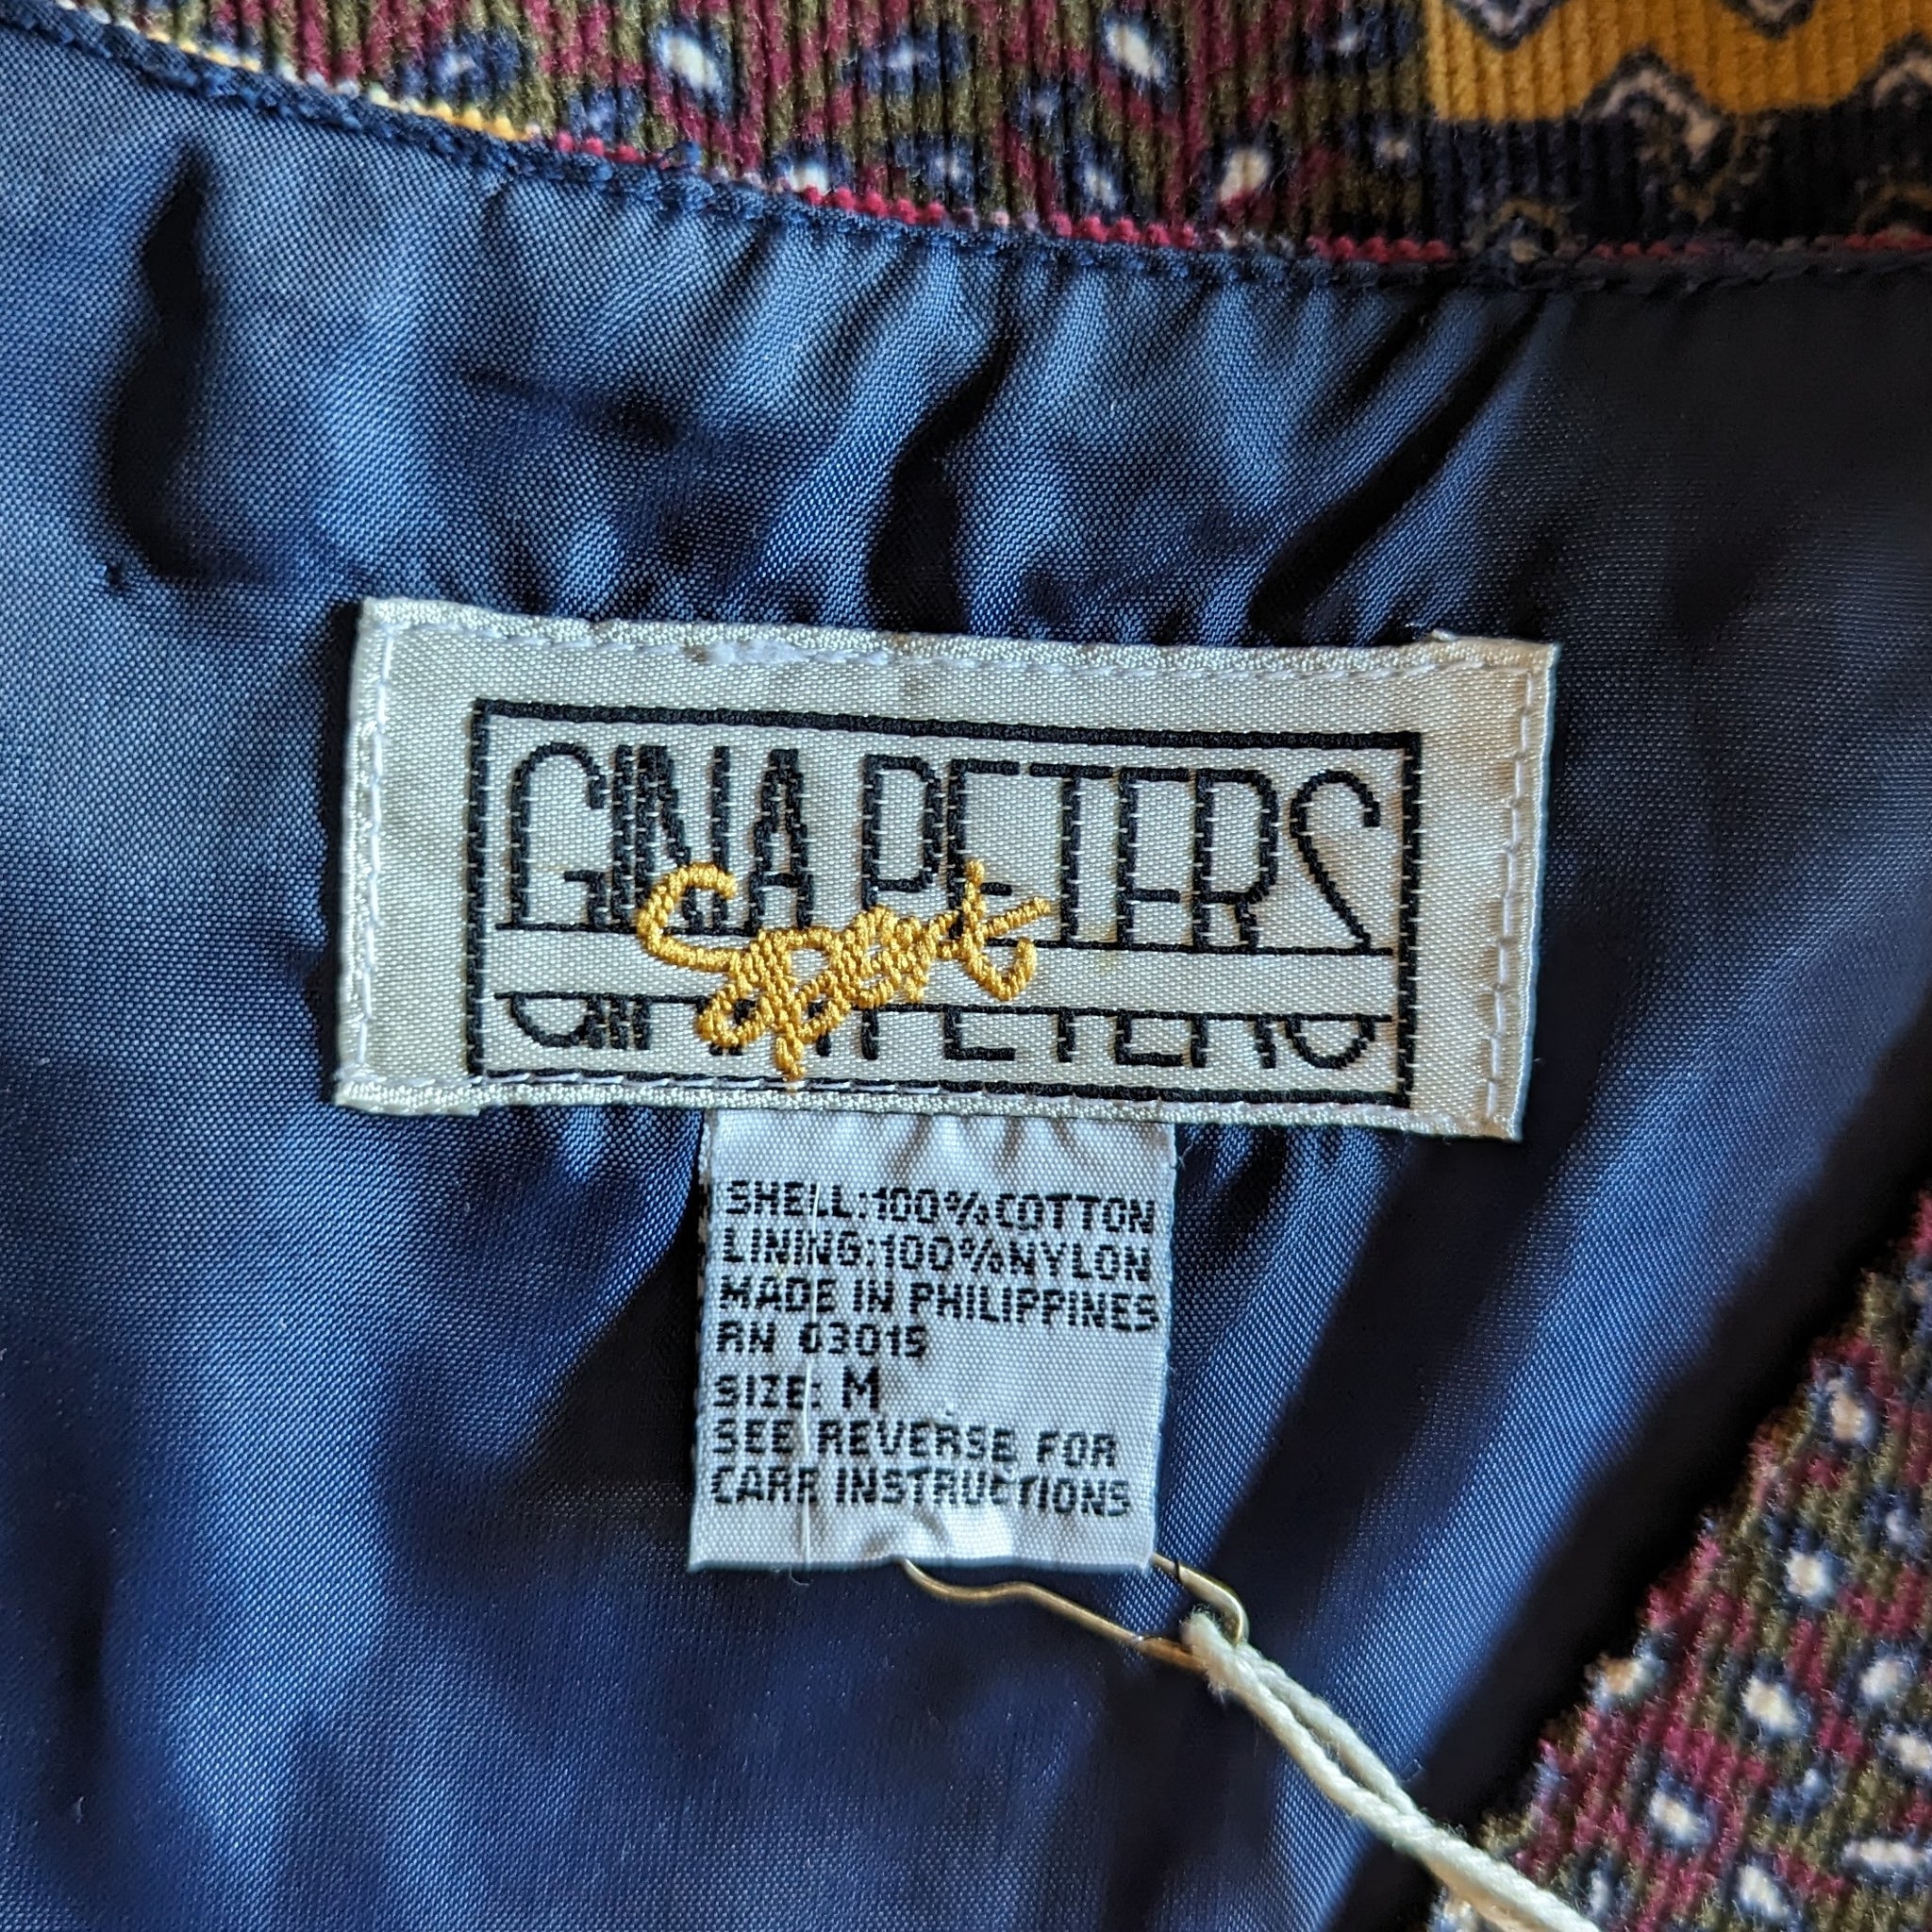 GINA PETERS
Sport
SHELL:100%COTTON
LINING:100%NYLON
MADE IN PHILIPPINES
RN 63015
SIZE: M
SEE REVERSE FOR
CARE INSTRUCTIONS